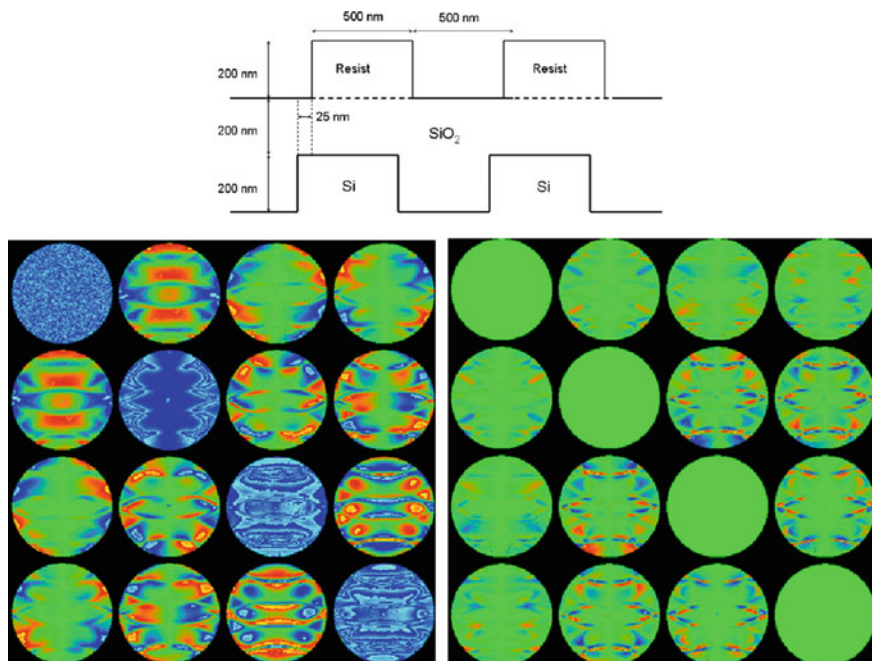 500 nm 500 nm
200 nm Resist Resist
25 nm
200 nm SiO₂
200 nm Si Si